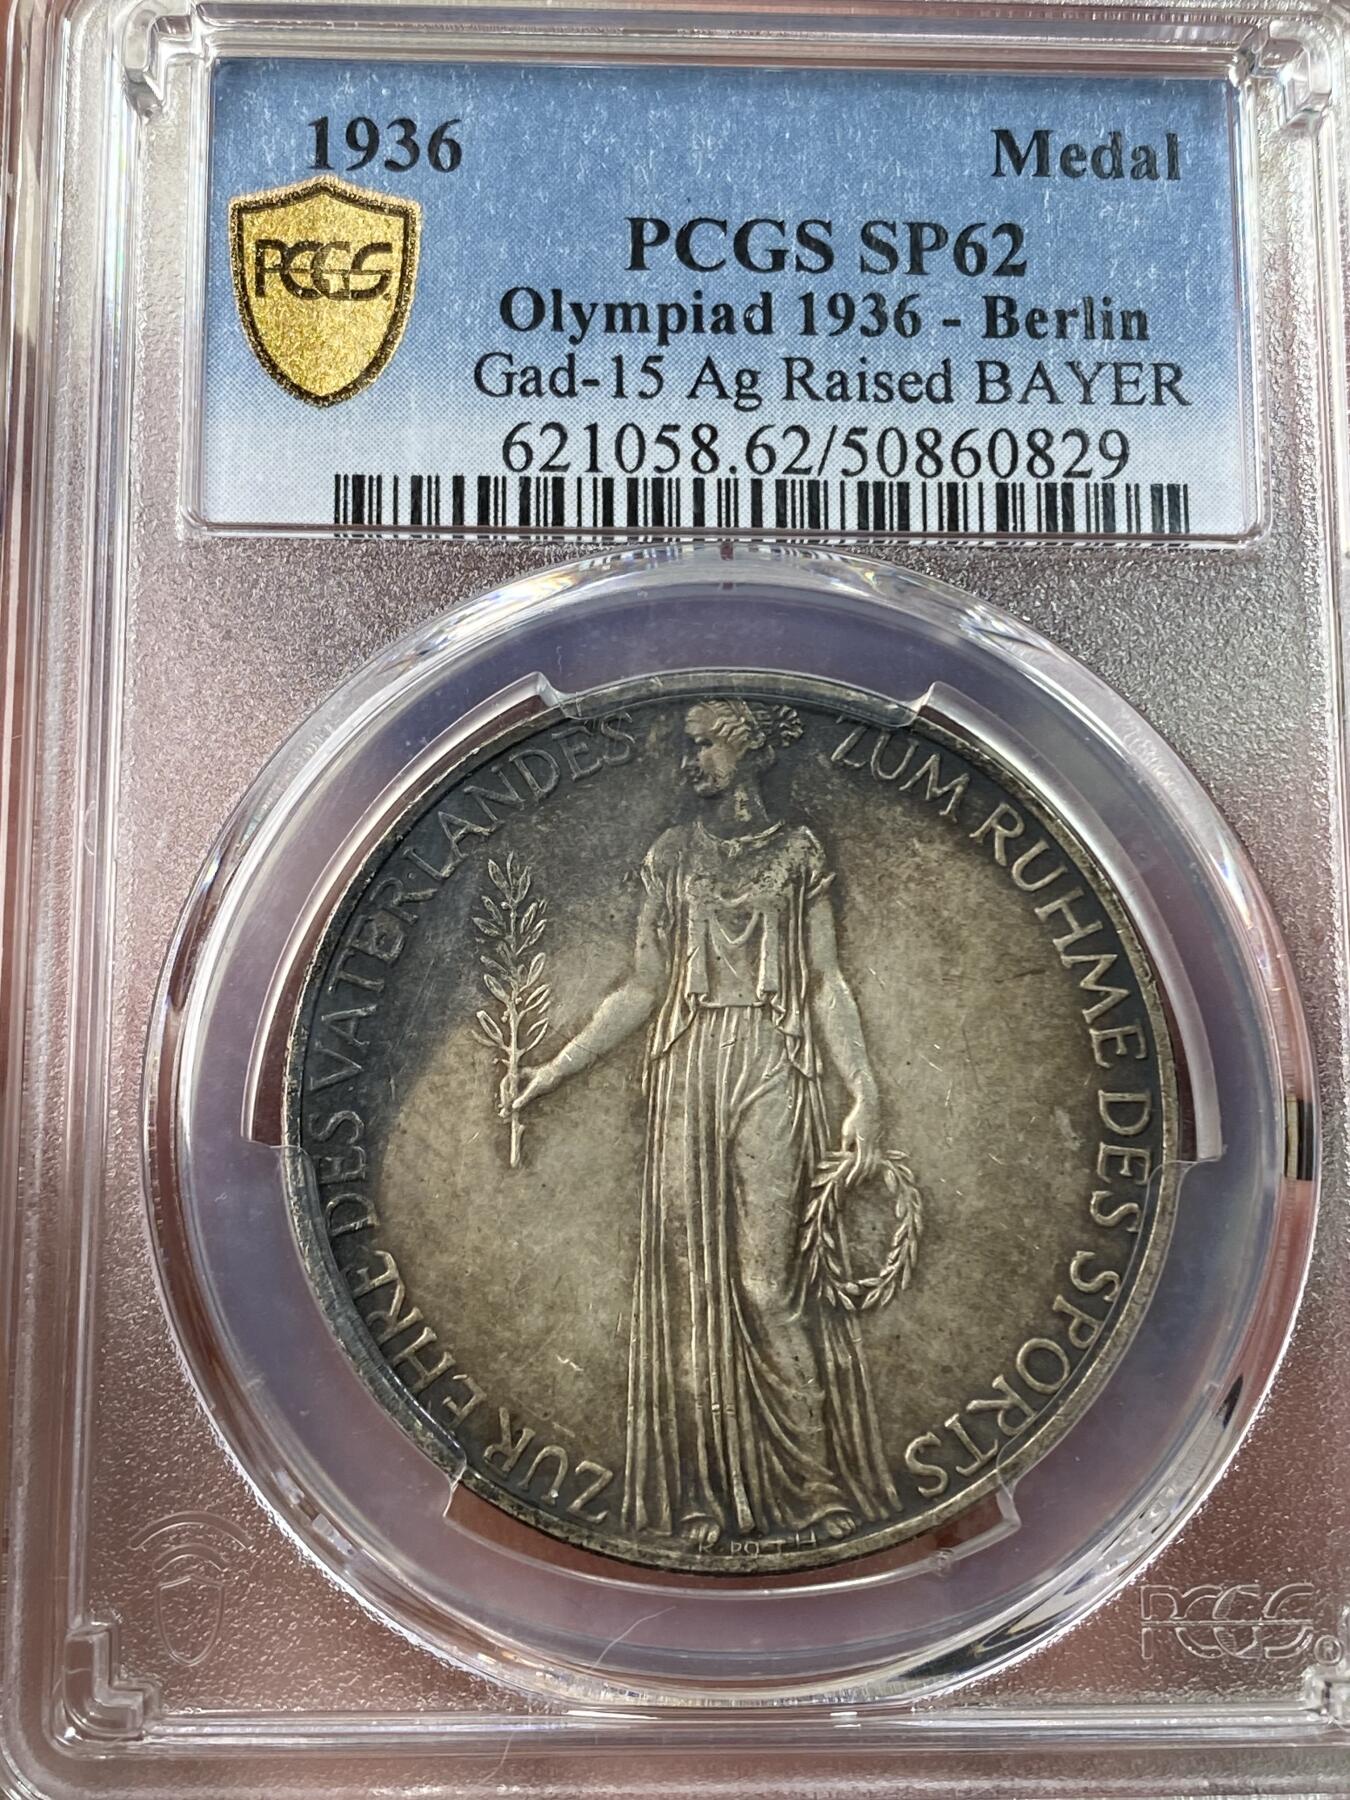 1936
Medal
PCGS
PCGS SP62
Olympiad 1936 - Berlin
Gad-15 Ag Raised BAYER
621058.62/50860829
ZUM RUHME DES SPORTS
ZUR EHRE DES VATERLANDES
K·ROTH
PCGS